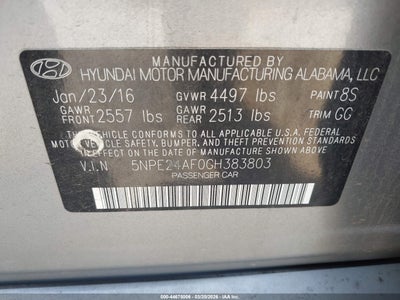 MANUFACTURED BY
HYUNDAI MOTOR MANUFACTURING ALABAMA, LLC
Jan/23/16 GVWR 4497 lbs PAINT 8S
GAWR FRONT 2557 lbs GAWR REAR 2513 lbs TRIM GG
THIS VEHICLE CONFORMS TO ALL APPLICABLE U.S. FEDERAL
MOTOR VEHICLE SAFETY, BUMPER, AND THEFT PREVENTION
STANDARDS IN EFFECT ON THE DATE OF MANUFACTURE SHOWN ABOVE.
V.I.N 5NPE24AF0GH383803
PASSENGER CAR